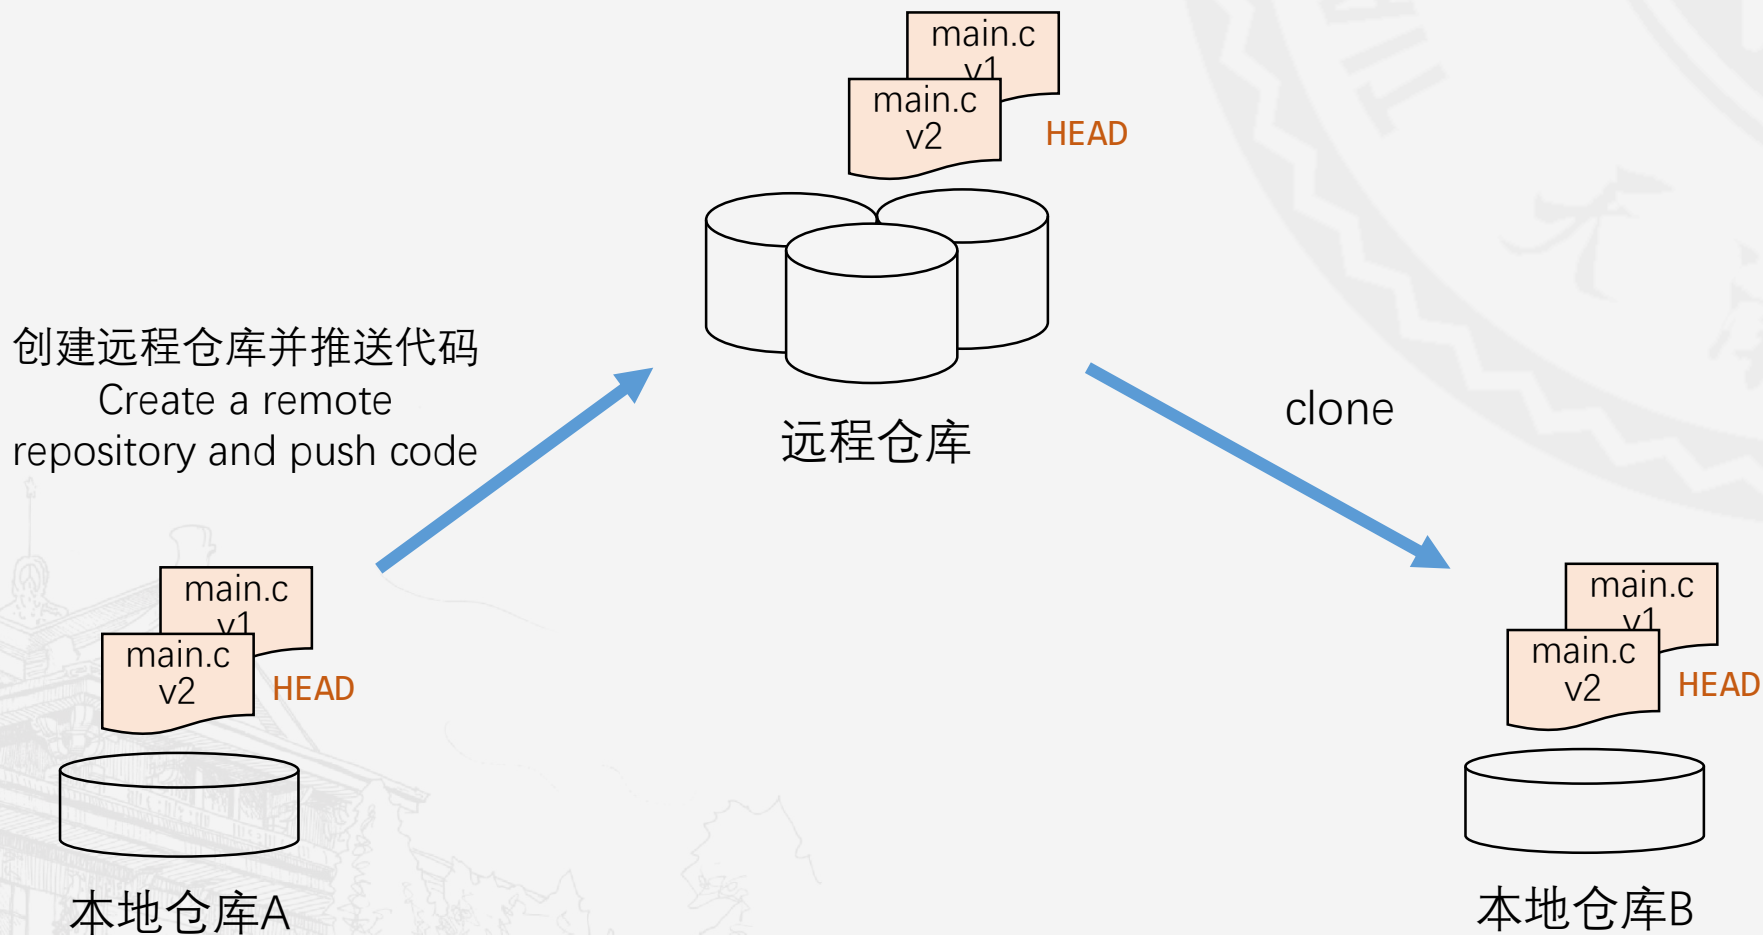 main.c
v1
main.c
v2
HEAD
创建远程仓库并推送代码
Create a remote
repository and push code
远程仓库
clone
main.c
v1
main.c
v2
HEAD
本地仓库A
main.c
v1
main.c
v2
HEAD
本地仓库B